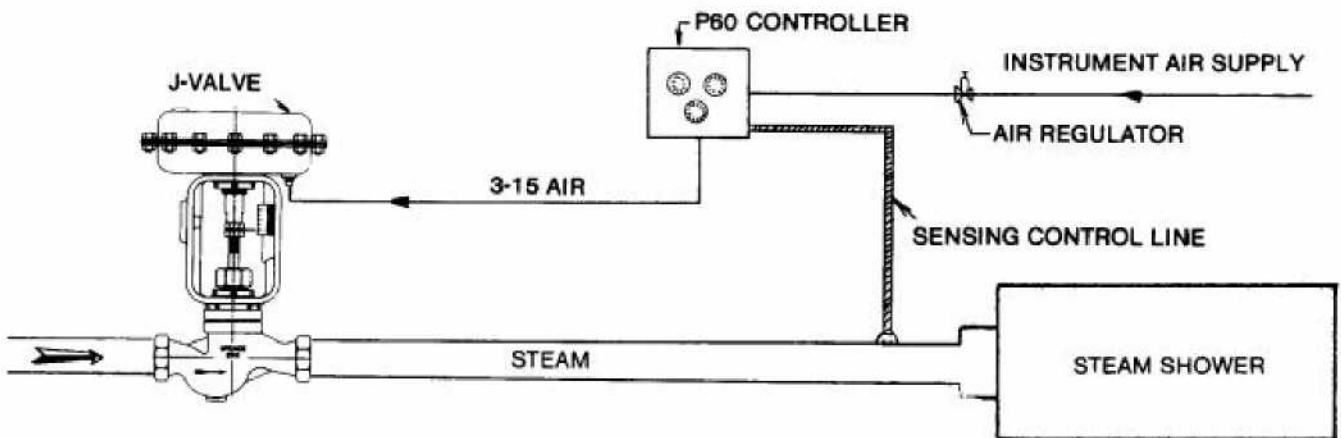 P60 CONTROLLER
INSTRUMENT AIR SUPPLY
J-VALVE
AIR REGULATOR
3-15 AIR
SENSING CONTROL LINE
STEAM
STEAM SHOWER